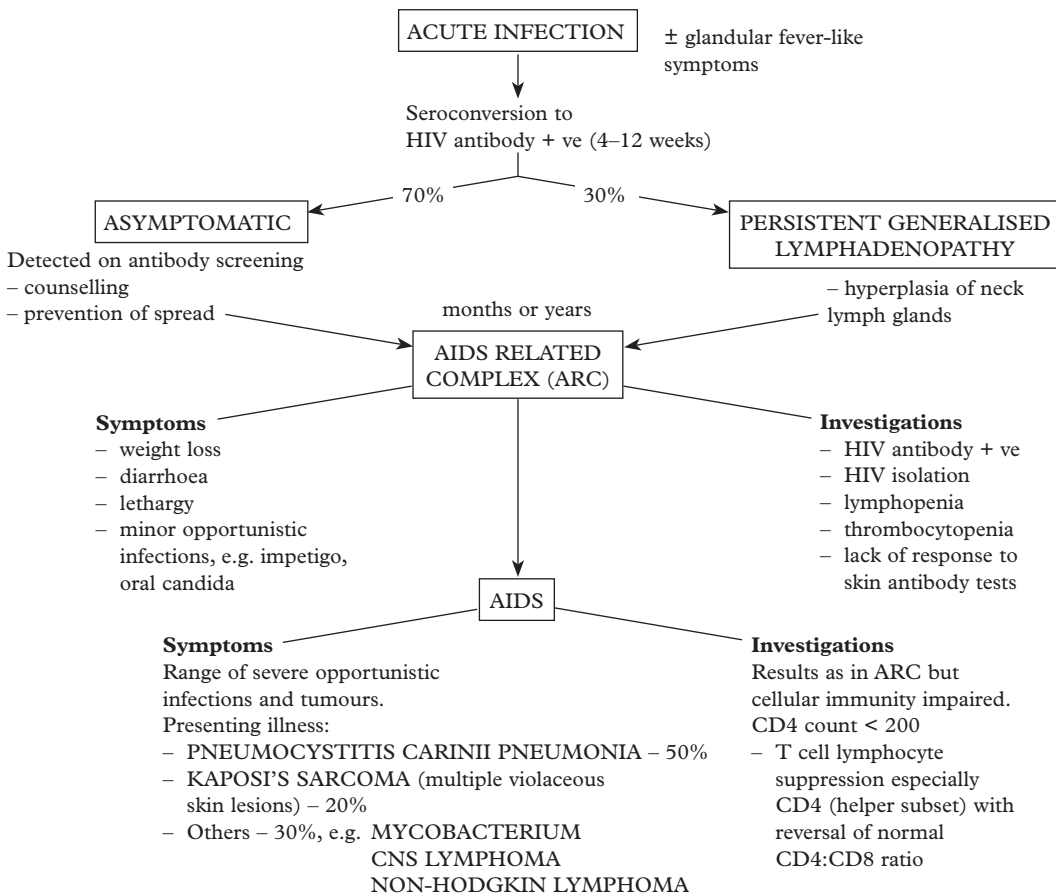 ACUTE INFECTION
± glandular fever-like
symptoms
Seroconversion to
HIV antibody + ve (4–12 weeks)
70%
30%
ASYMPTOMATIC
Detected on antibody screening
– counselling
– prevention of spread
PERSISTENT GENERALISED
LYMPHADENOPATHY
– hyperplasia of neck
lymph glands
months or years
AIDS RELATED
COMPLEX (ARC)
Symptoms
– weight loss
– diarrhoea
– lethargy
– minor opportunistic
infections, e.g. impetigo,
oral candida
Investigations
– HIV antibody + ve
– HIV isolation
– lymphopenia
– thrombocytopenia
– lack of response to
skin antibody tests
AIDS
Symptoms
Range of severe opportunistic
infections and tumours.
Presenting illness:
– PNEUMOCYSTITIS CARINII PNEUMONIA – 50%
– KAPOSI'S SARCOMA (multiple violaceous
skin lesions) – 20%
– Others – 30%, e.g. MYCOBACTERIUM
CNS LYMPHOMA
NON-HODGKIN LYMPHOMA
Investigations
Results as in ARC but
cellular immunity impaired.
CD4 count < 200
– T cell lymphocyte
suppression especially
CD4 (helper subset) with
reversal of normal
CD4:CD8 ratio